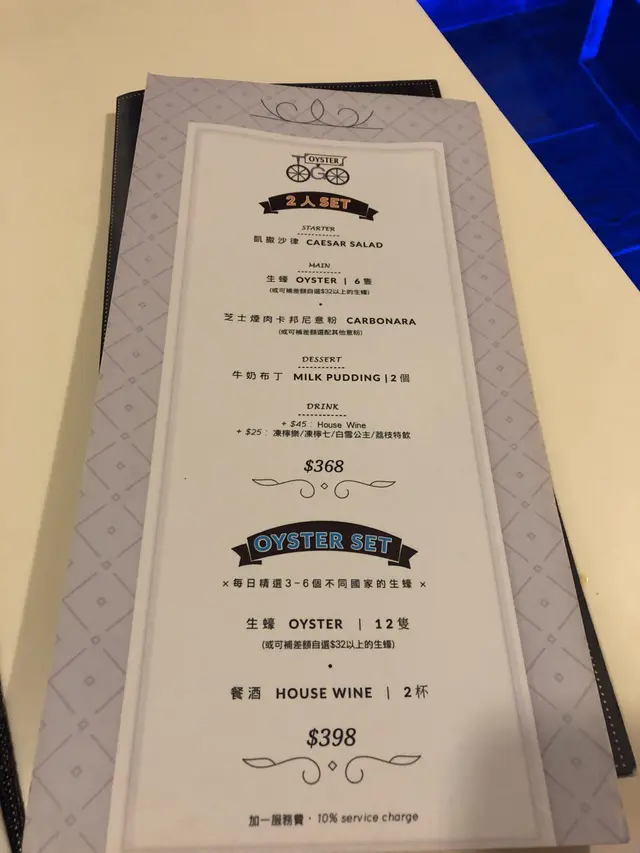 OYSTER
GO
2人 SET
STARTER
凱撒沙律 CAESAR SALAD
MAIN
生蠔 OYSTER | 6隻
(或可補差額自選$32以上的生蠔)
芝士煙肉卡邦尼意粉 CARBONARA
(或可補差額選配其他意粉)
DESSERT
牛奶布丁 MILK PUDDING | 2個
DRINK
+ $45 : House Wine
+ $25 : 凍檸樂/凍檸七/白雪公主/荔枝特飲
$368
OYSTER SET
× 每日精選3-6個不同國家的生蠔 ×
生蠔 OYSTER | 12隻
(或可補差額自選$32以上的生蠔)
餐酒 HOUSE WINE | 2杯
$398
加一服務費 · 10% service charge